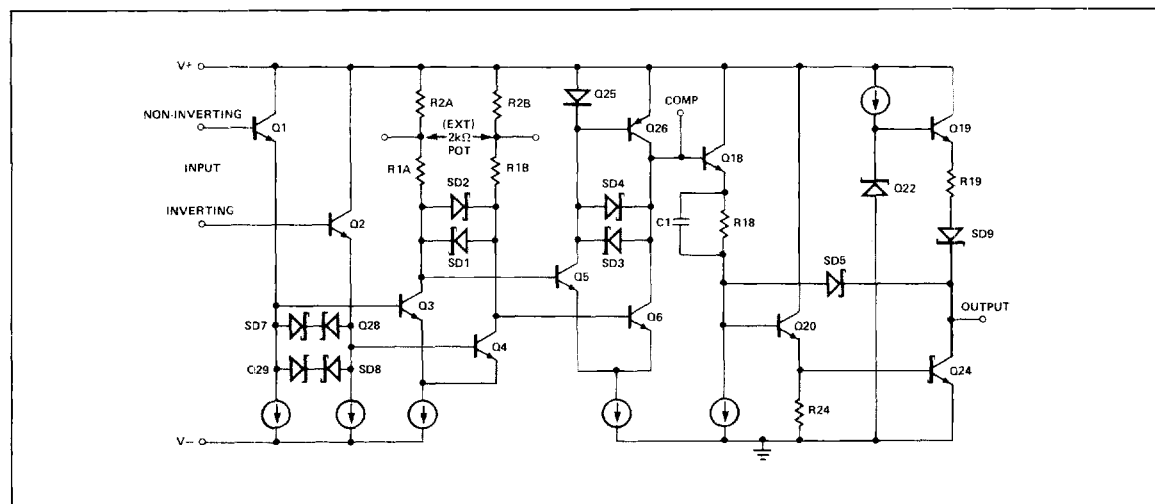 V+
NON-INVERTING
INPUT
INVERTING
V−
Q1
Q2
R2A
R2B
(EXT)
2kΩ
POT
R1A
R1B
SD2
SD1
Q3
Q4
SD7
Q28
Q29
SD8
Q25
Q26
COMP
SD4
SD3
Q5
Q6
Q18
C1
R18
SD5
Q20
R24
Q22
Q19
R19
SD9
OUTPUT
Q24